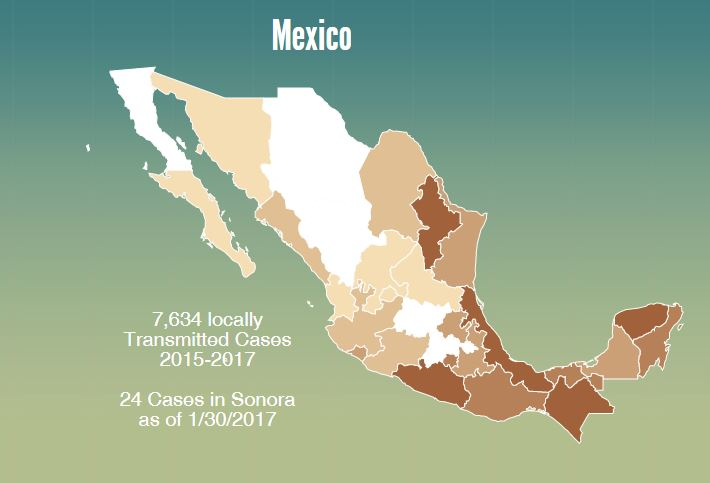 Mexico
7,634 locally
Transmitted Cases
2015-2017
24 Cases in Sonora
as of 1/30/2017